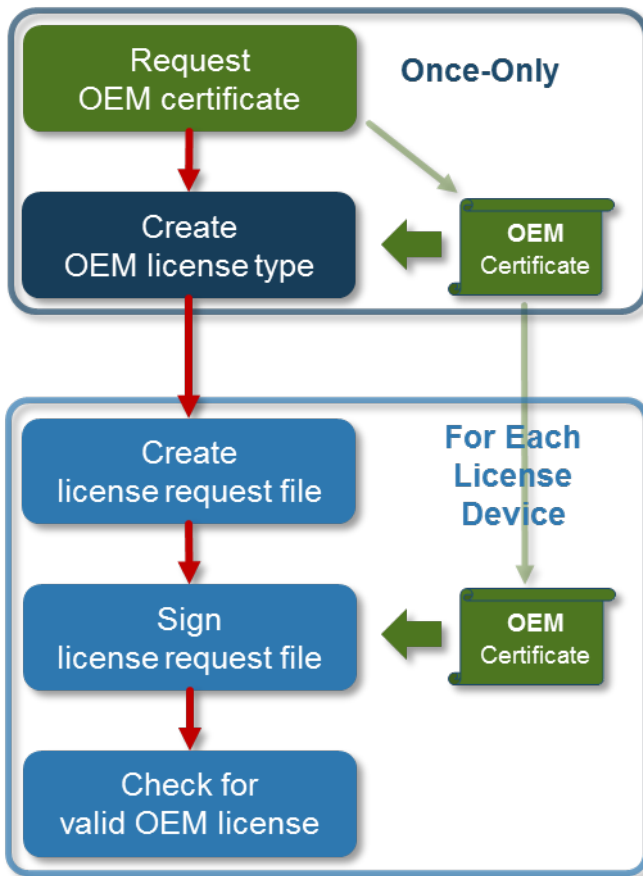 Request
OEM certificate
Once-Only
Create
OEM license type
OEM
Certificate
Create
license request file
For Each
License
Device
Sign
license request file
OEM
Certificate
Check for
valid OEM license